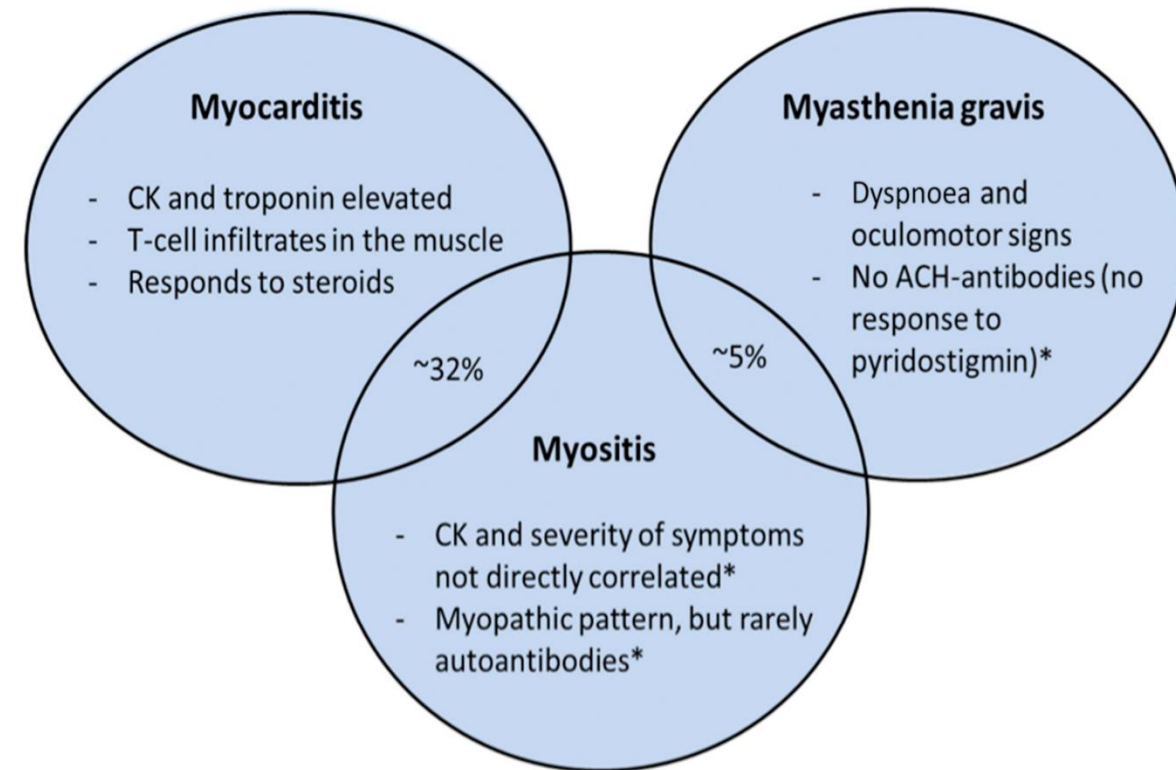 Myocarditis
- CK and troponin elevated
- T-cell infiltrates in the muscle
- Responds to steroids
Myasthenia gravis
- Dyspnoea and
oculomotor signs
- No ACH-antibodies (no
response to
pyridostigmin)*
~32%
~5%
Myositis
- CK and severity of symptoms
not directly correlated*
- Myopathic pattern, but rarely
autoantibodies*